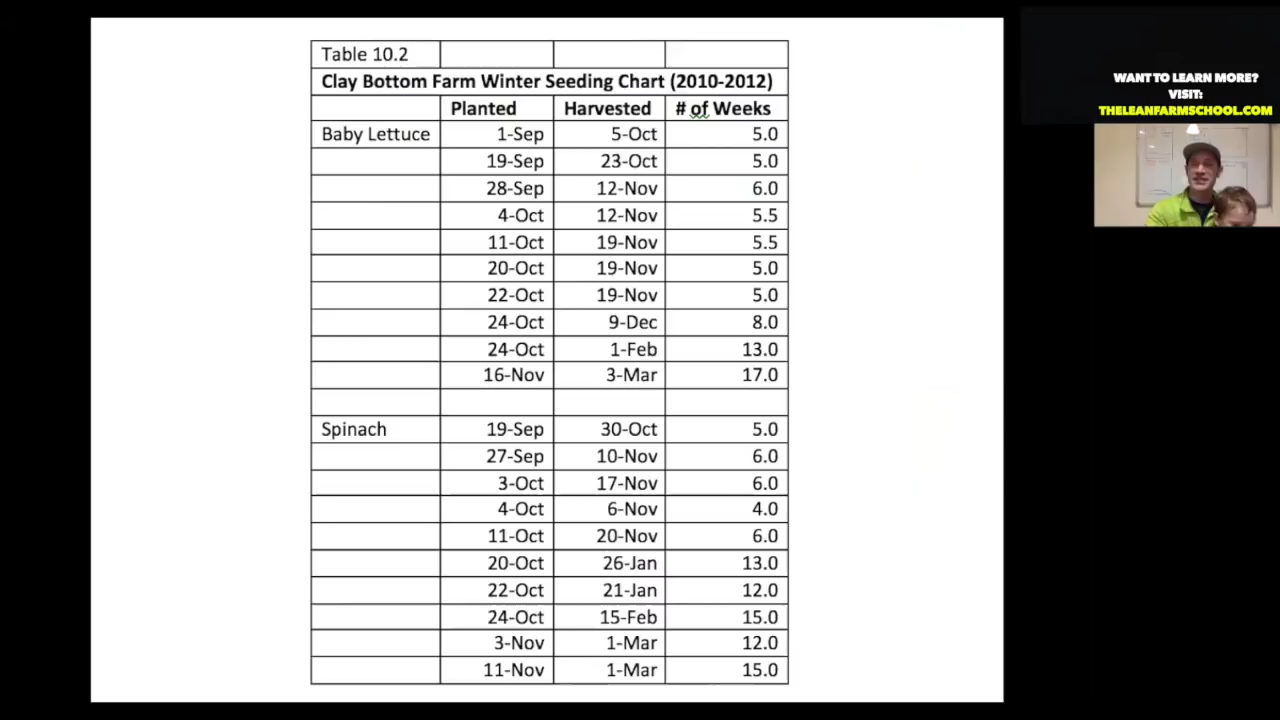 Table 10.2
Clay Bottom Farm Winter Seeding Chart (2010-2012)
Planted Harvested # of Weeks
Baby Lettuce 1-Sep 5-Oct 5.0
19-Sep 23-Oct 5.0
28-Sep 12-Nov 6.0
4-Oct 12-Nov 5.5
11-Oct 19-Nov 5.5
20-Oct 19-Nov 5.0
22-Oct 19-Nov 5.0
24-Oct 9-Dec 8.0
24-Oct 1-Feb 13.0
16-Nov 3-Mar 17.0
Spinach 19-Sep 30-Oct 5.0
27-Sep 10-Nov 6.0
3-Oct 17-Nov 6.0
4-Oct 6-Nov 4.0
11-Oct 20-Nov 6.0
20-Oct 26-Jan 13.0
22-Oct 21-Jan 12.0
24-Oct 15-Feb 15.0
3-Nov 1-Mar 12.0
11-Nov 1-Mar 15.0
WANT TO LEARN MORE?
VISIT:
THELEANFARMSCHOOL.COM